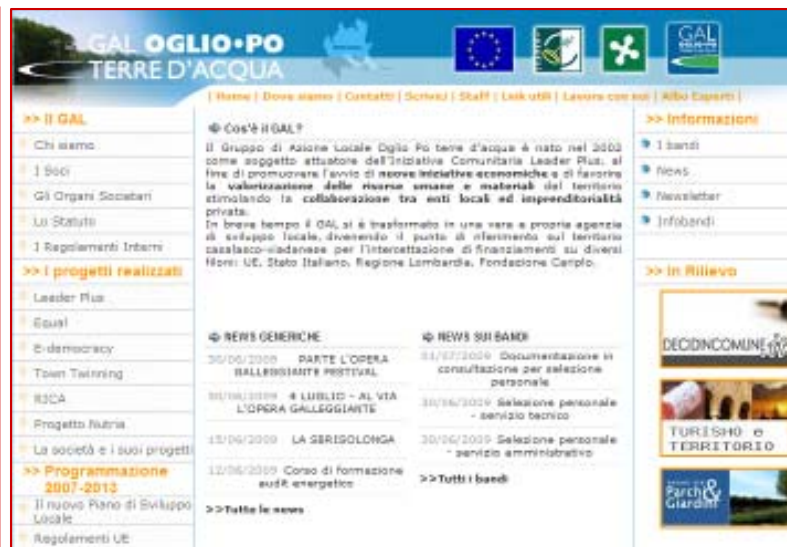 GAL OGLIO•PO
TERRE D'ACQUA
GAL
| Home | Dove siamo | Contatti | Scrivici | Staff | Link utili | Lavora con noi | Albo Esperti |
>> Il GAL
Chi siamo
I Soci
Gli Organi Societari
Lo Statuto
I Regolamenti Interni
>> I progetti realizzati
Leader Plus
Equal
E-democracy
Town Twinning
RICA
Progetto Nutria
La società e i suoi progetti
>> Programmazione
2007-2013
Il nuovo Piano di Sviluppo
Locale
Regolamenti UE
Cos'è il GAL?
Il Gruppo di Azione Locale Oglio Po terre d'acqua è nato nel 2002
come soggetto attuatore dell'Iniziativa Comunitaria Leader Plus, al
fine di promuovere l'avvio di nuove iniziative economiche e di favorire
la valorizzazione delle risorse umane e materiali del territorio
stimolando la collaborazione tra enti locali ed imprenditorialità
privata.
In breve tempo il GAL si è trasformato in una vera e propria agenzia
di sviluppo locale, divenendo il punto di riferimento sul territorio
casalasco-viadanese per l'intercettazione di finanziamenti su diversi
filoni: UE, Stato Italiano, Regione Lombardia, Fondazione Cariplo.
NEWS GENERICHE
30/06/2009 PARTE L'OPERA
GALLEGGIANTE FESTIVAL
30/06/2009 4 LUGLIO - AL VIA
L'OPERA GALLEGGIANTE
15/06/2009 LA SBRISOLONGA
12/06/2009 Corso di formazione
audit energetico
>>Tutte le news
NEWS SUI BANDI
01/07/2009 Documentazione in
consultazione per selezione
personale
30/06/2009 Selezione personale
- servizio tecnico
30/06/2009 Selezione personale
- servizio amministrativo
>>Tutti i bandi
>> Informazioni
I bandi
News
Newsletter
Infobandi
>> In Rilievo
DECIDINCOMUNE.tv
TURISMO e
TERRITORIO
Parchi &
Giardini